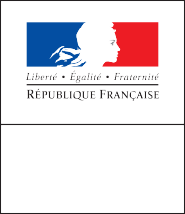 Liberté • Égalité • Fraternité
RÉPUBLIQUE FRANÇAISE